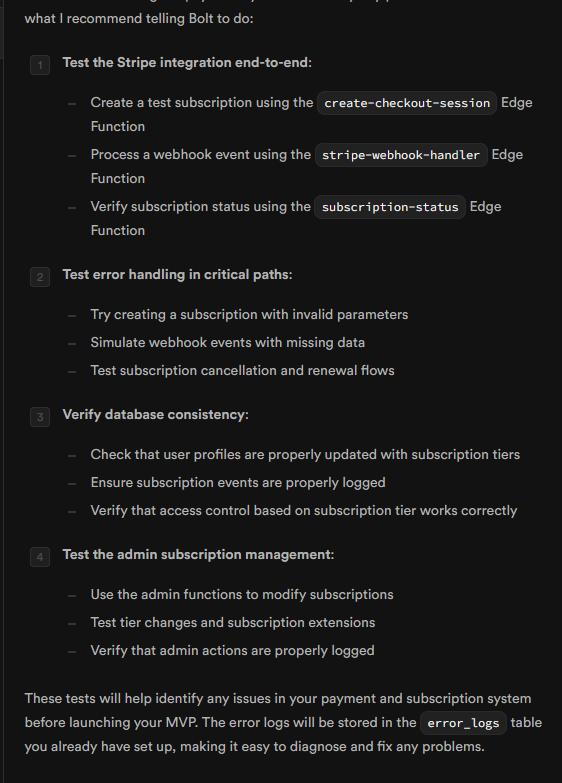 what I recommend telling Bolt to do:
1 Test the Stripe integration end-to-end:
– Create a test subscription using the create-checkout-session Edge
Function
– Process a webhook event using the stripe-webhook-handler Edge
Function
– Verify subscription status using the subscription-status Edge
Function
2 Test error handling in critical paths:
– Try creating a subscription with invalid parameters
– Simulate webhook events with missing data
– Test subscription cancellation and renewal flows
3 Verify database consistency:
– Check that user profiles are properly updated with subscription tiers
– Ensure subscription events are properly logged
– Verify that access control based on subscription tier works correctly
4 Test the admin subscription management:
– Use the admin functions to modify subscriptions
– Test tier changes and subscription extensions
– Verify that admin actions are properly logged
These tests will help identify any issues in your payment and subscription system
before launching your MVP. The error logs will be stored in the error_logs table
you already have set up, making it easy to diagnose and fix any problems.